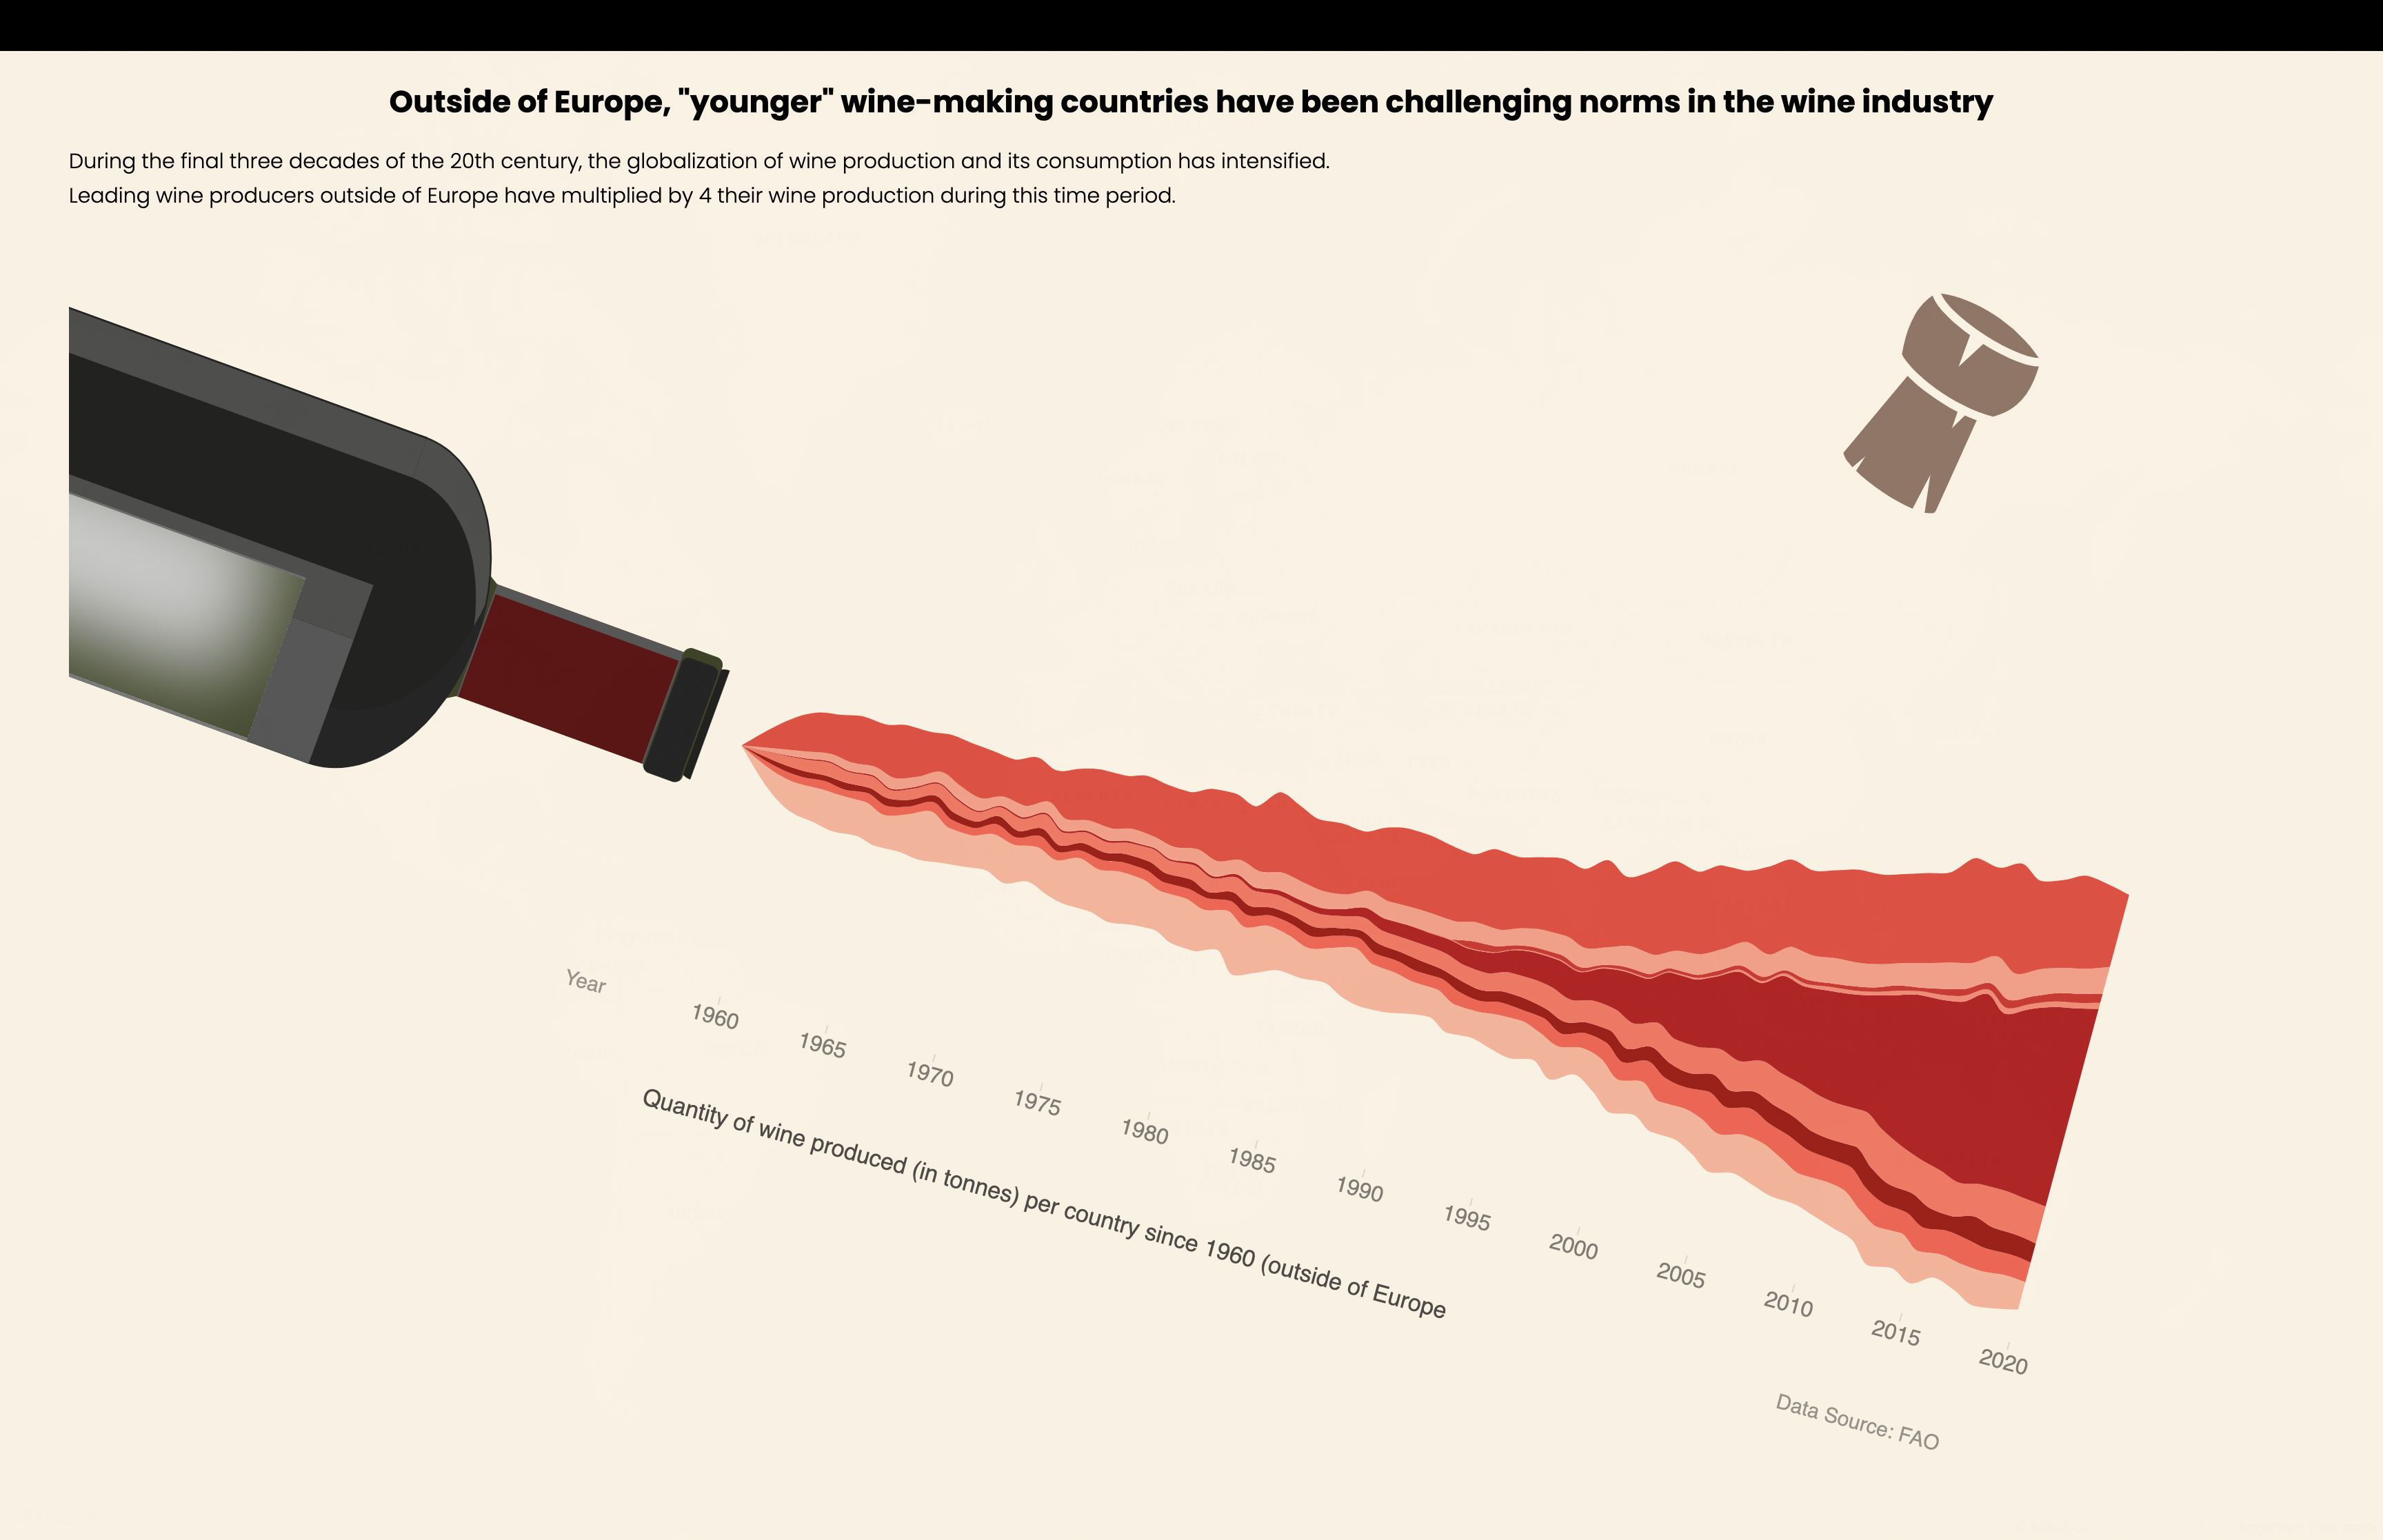 Outside of Europe, "younger" wine-making countries have been challenging norms in the wine industry
During the final three decades of the 20th century, the globalization of wine production and its consumption has intensified.
Leading wine producers outside of Europe have multiplied by 4 their wine production during this time period.
Year
1960
1965
1970
1975
1980
1985
1990
1995
2000
2005
2010
2015
2020
Quantity of wine produced (in tonnes) per country since 1960 (outside of Europe
Data Source: FAO